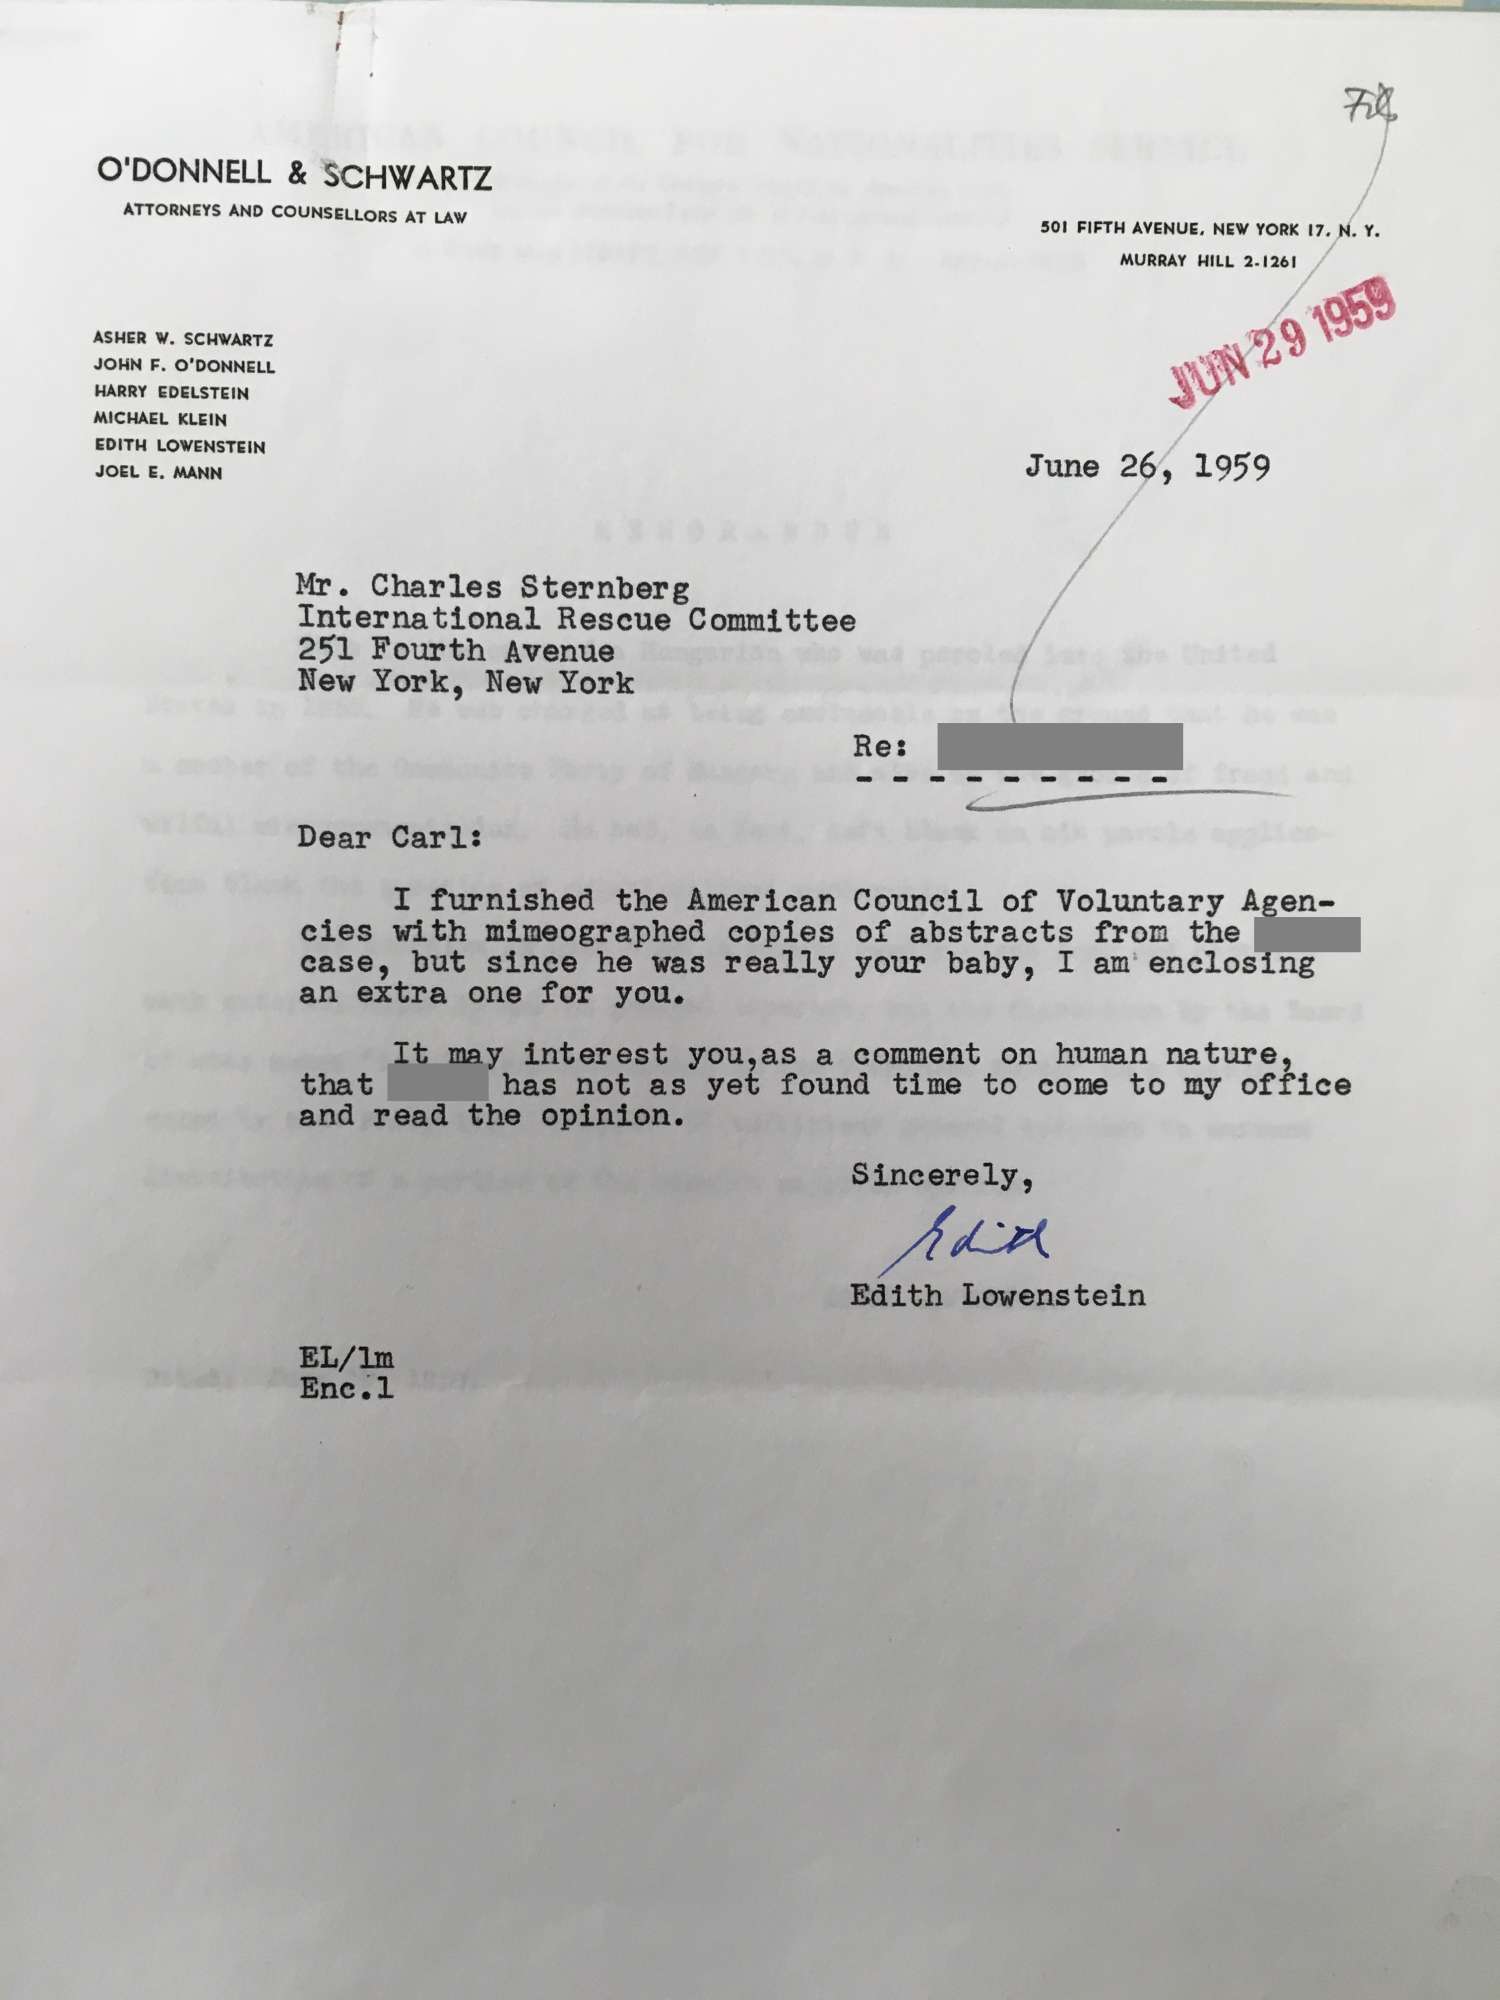 O'DONNELL & SCHWARTZ
ATTORNEYS AND COUNSELLORS AT LAW
File
501 FIFTH AVENUE, NEW YORK 17, N. Y.
MURRAY HILL 2-1261
JUN 29 1959
ASHER W. SCHWARTZ
JOHN F. O'DONNELL
HARRY EDELSTEIN
MICHAEL KLEIN
EDITH LOWENSTEIN
JOEL E. MANN
June 26, 1959
Mr. Charles Sternberg
International Rescue Committee
251 Fourth Avenue
New York, New York
Re:
Dear Carl:
I furnished the American Council of Voluntary Agen-
cies with mimeographed copies of abstracts from the
case, but since he was really your baby, I am enclosing
an extra one for you.
It may interest you,as a comment on human nature,
that has not as yet found time to come to my office
and read the opinion.
Sincerely,
Edith
Edith Lowenstein
EL/lm
Enc.1